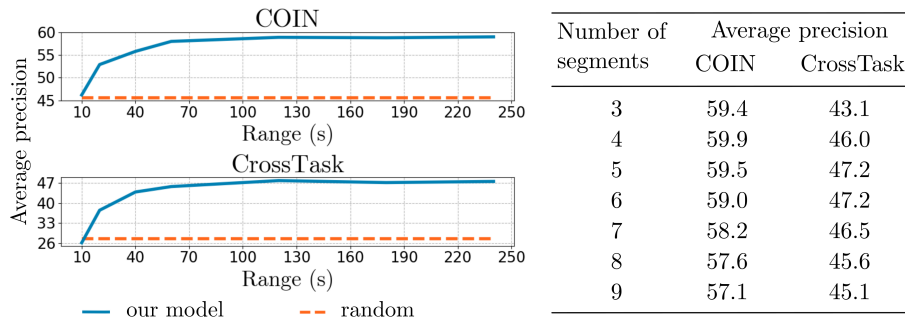 COIN
60
55
50
45
10 40 70 100 130 160 190 220 250
Range (s)
Average precision
CrossTask
47
40
33
26
10 40 70 100 130 160 190 220 250
Range (s)
our model random
Number of segments Average precision
COIN CrossTask
3 59.4 43.1
4 59.9 46.0
5 59.5 47.2
6 59.0 47.2
7 58.2 46.5
8 57.6 45.6
9 57.1 45.1